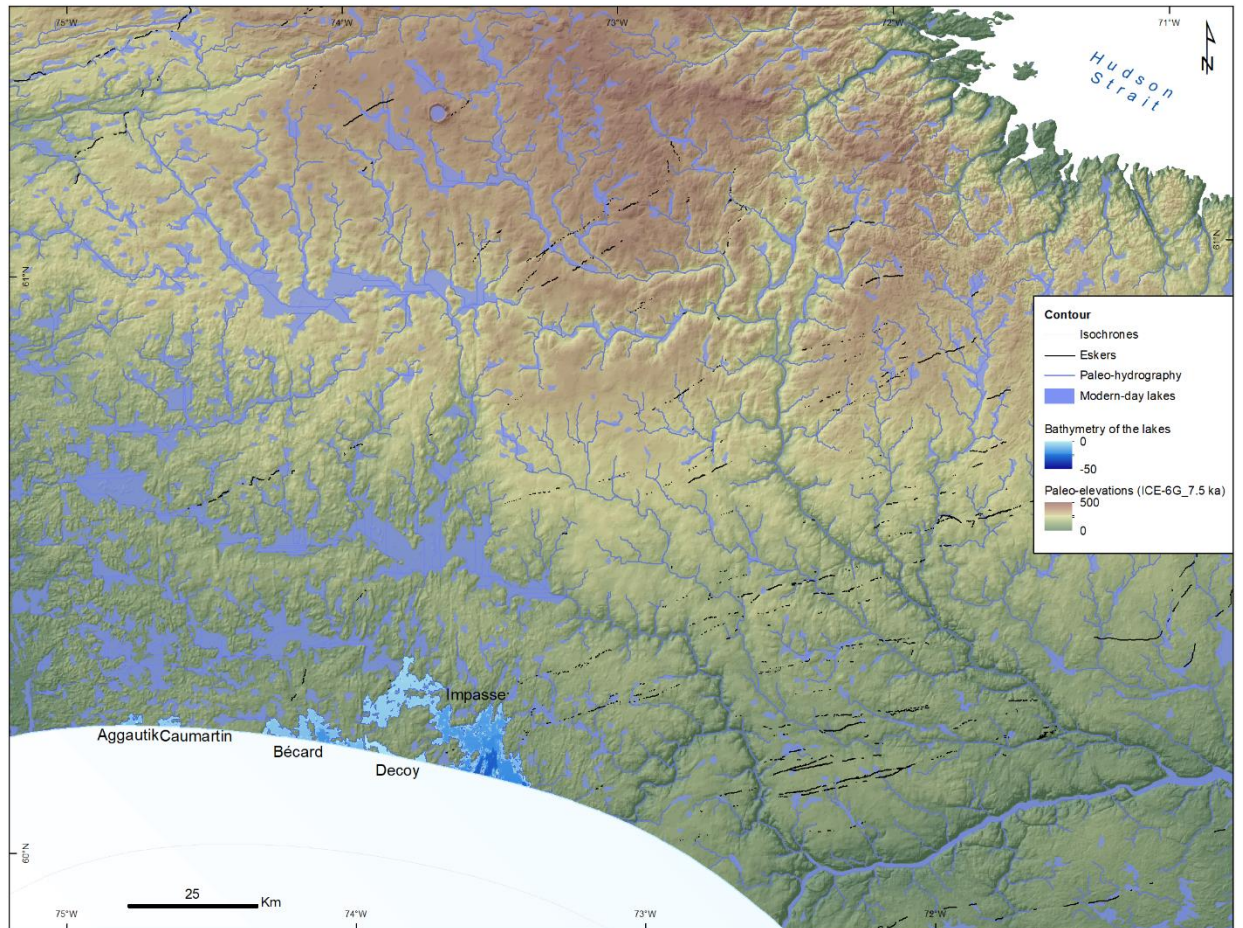 75°W 74°W 73°W 72°W 71°W
N
Hudson
Strait
61°N
61°N
Contour
Isochrones
Eskers
Paleo-hydrography
Modern-day lakes
Bathymetry of the lakes
0
-50
Paleo-elevations (ICE-6G_7.5 ka)
500
0
Impasse
Aggautik Caumartin
Bécard
Decoy
60°N
25
Km
75°W 74°W 73°W 72°W